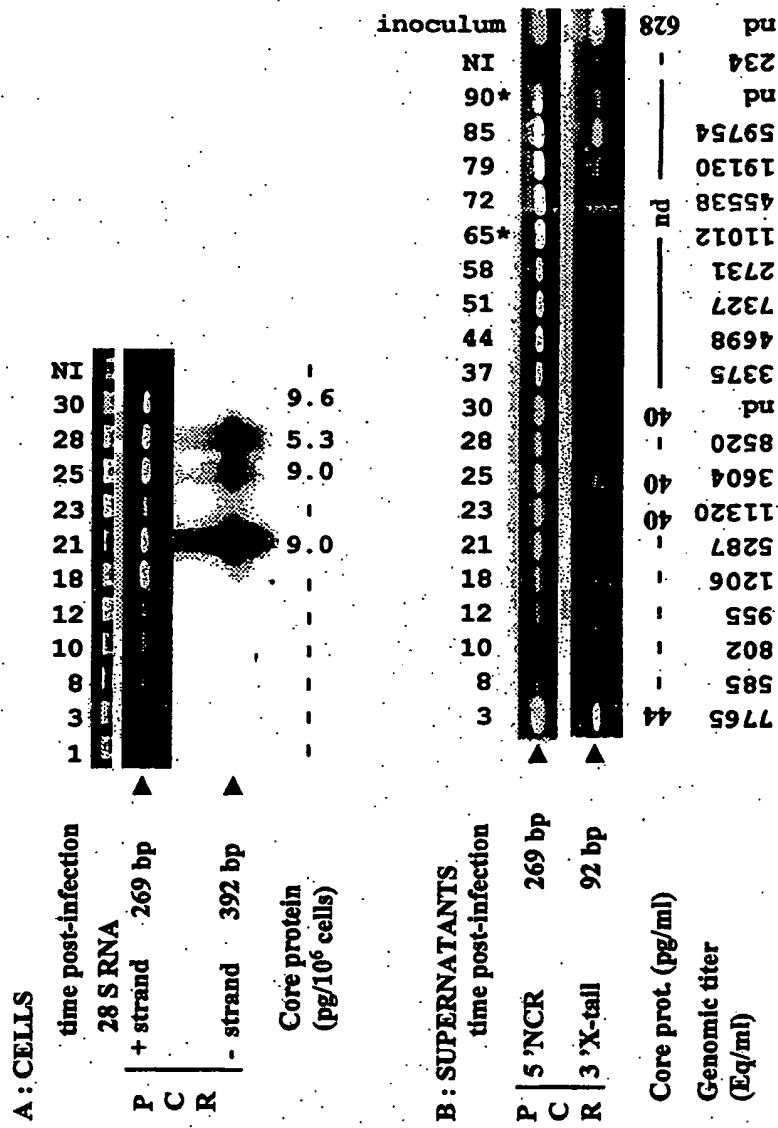 A : CELLS
time post-infection 1 3 8 10 12 18 21 23 25 28 30 NI
28 S RNA
P C R
+ strand 269 bp
- strand 392 bp
Core protein (pg/10⁶ cells) - - - - - - 9.0 - 9.0 5.3 9.6 -
B : SUPERNATANTS
time post-infection 3 8 10 12 18 21 23 25 28 30 37 44 51 58 65* 72 79 85 90* NI inoculum
P C R
5 'NCR 269 bp
3 'X-tail 92 bp
Core prot. (pg/ml) 44 - - - - - 40 40 - 40 nd - 628
Genomic titer (Eq/ml) 7765 585 802 955 1206 5287 11320 3604 8520 nd 3375 4698 7327 2731 11012 45538 19130 59754 nd 234 nd